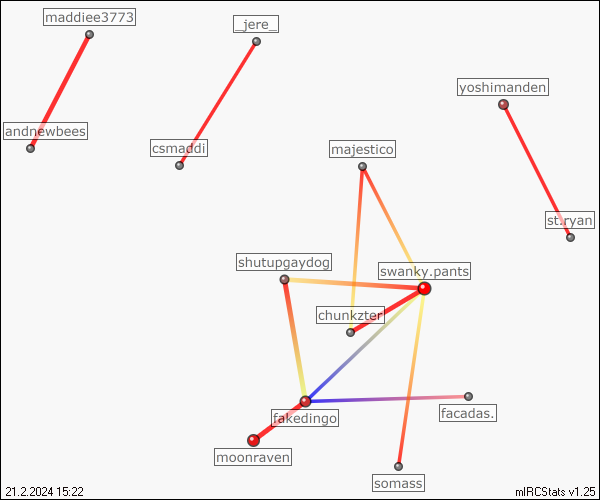 maddiee3773
_jere_
yoshimanden
andnewbees
csmaddi
majestico
st.ryan
shutupgaydog
swanky.pants
chunkzter
fakedingo
facadas.
moonraven
somass
21.2.2024 15:22
mIRCStats v1.25